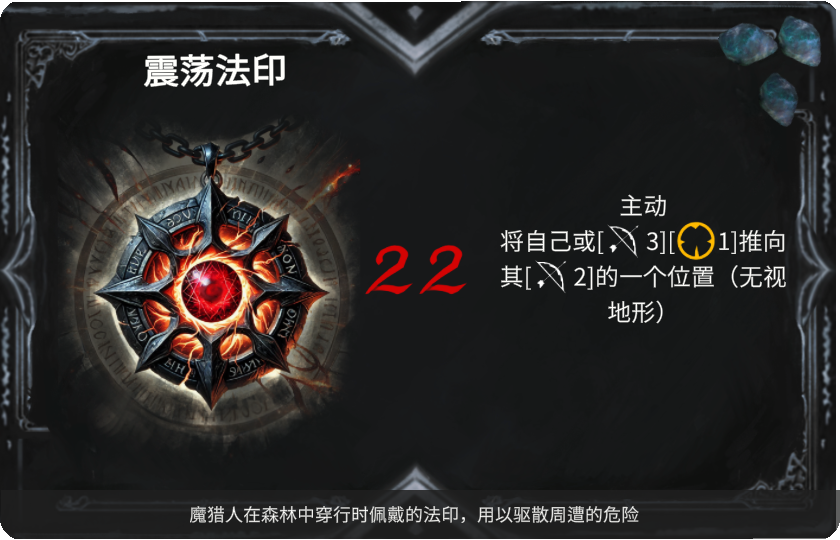 震荡法印
22
主动
将自己或[ 3][ 1]推向
其[ 2]的一个位置（无视
地形）
魔猎人在森林中穿行时佩戴的法印，用以驱散周遭的危险